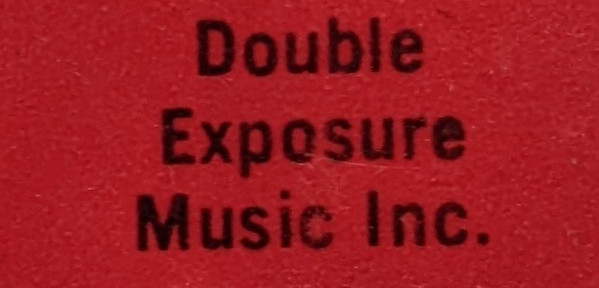 Double
Exposure
Music Inc.